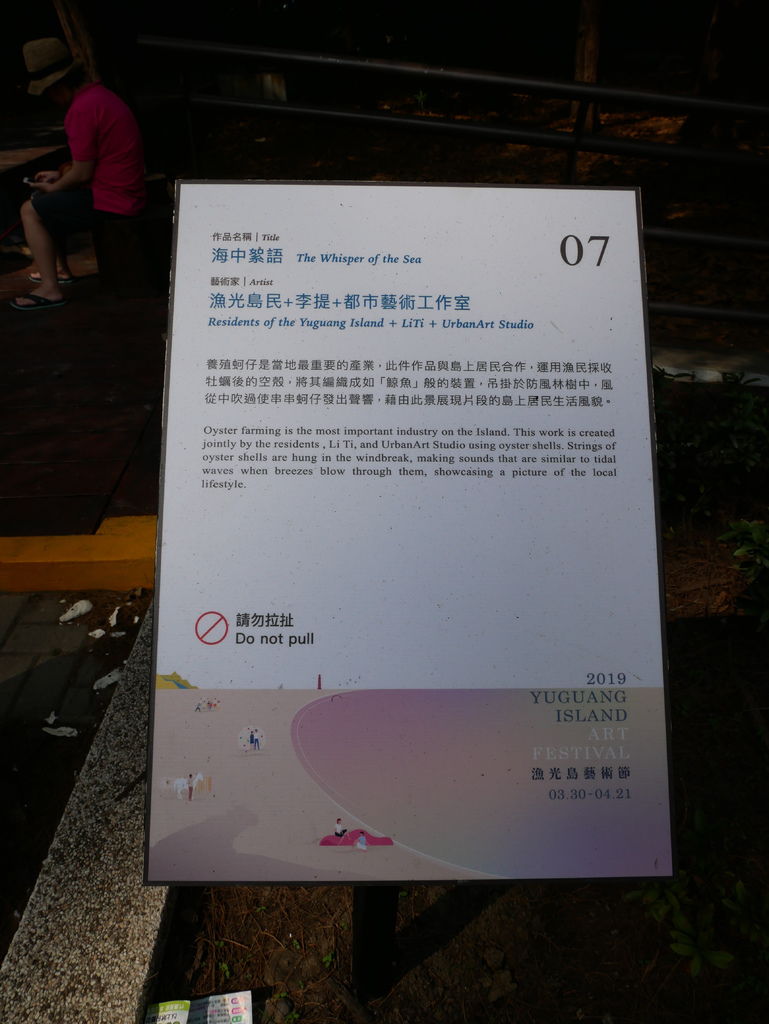 作品名稱｜Title
海中絮語 The Whisper of the Sea
07
藝術家｜Artist
漁光島民+李提+都市藝術工作室
Residents of the Yuguang Island + LiTi + UrbanArt Studio
養殖蚵仔是當地最重要的產業，此件作品與島上居民合作，運用漁民採收
牡蠣後的空殼，將其編織成如「鯨魚」般的裝置，吊掛於防風林樹中，風
從中吹過使串串蚵仔發出聲響，藉由此景展現片段的島上居民生活風貌。
Oyster farming is the most important industry on the Island. This work is created
jointly by the residents , Li Ti, and UrbanArt Studio using oyster shells. Strings of
oyster shells are hung in the windbreak, making sounds that are similar to tidal
waves when breezes blow through them, showcasing a picture of the local
lifestyle.
請勿拉扯
Do not pull
2019
YUGUANG
ISLAND
ART
FESTIVAL
漁光島藝術節
03.30-04.21